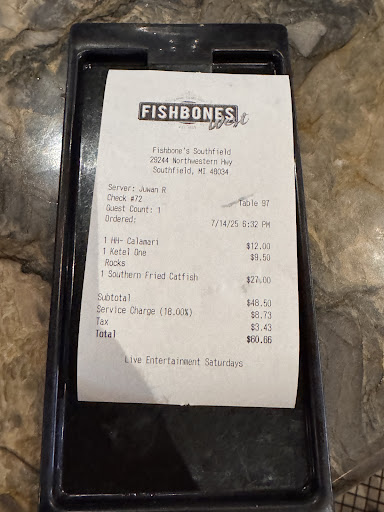 FISHBONES
West
Fishbone's Southfield
29244 Northwestern Hwy
Southfield, MI 48034
Server: Juwan R
Check #72 Table 97
Guest Count: 1
Ordered: 7/14/25 6:32 PM
1 HH- Calamari $12.00
1 Ketel One $9.50
Rocks
1 Southern Fried Catfish $27.00
Subtotal $48.50
Service Charge (18.00%) $8.73
Tax $3.43
Total $60.66
Live Entertainment Saturdays